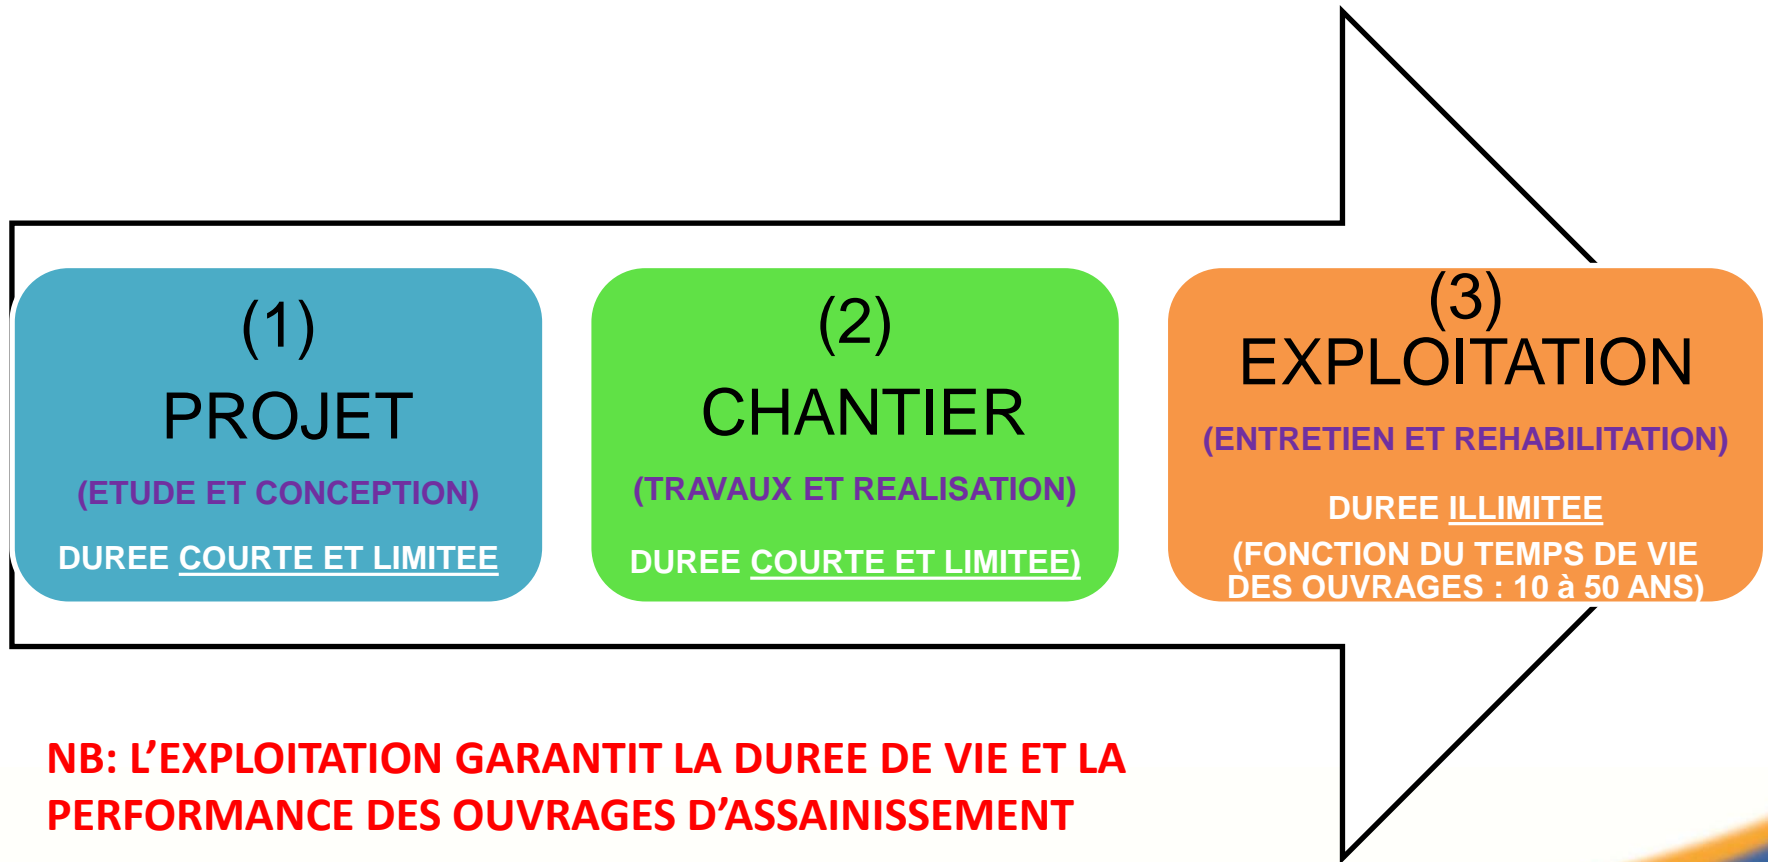 (1)
PROJET
(ETUDE ET CONCEPTION)
DUREE COURTE ET LIMITEE
(2)
CHANTIER
(TRAVAUX ET REALISATION)
DUREE COURTE ET LIMITEE)
(3)
EXPLOITATION
(ENTRETIEN ET REHABILITATION)
DUREE ILLIMITEE
(FONCTION DU TEMPS DE VIE
DES OUVRAGES : 10 à 50 ANS)
NB: L’EXPLOITATION GARANTIT LA DUREE DE VIE ET LA
PERFORMANCE DES OUVRAGES D’ASSAINISSEMENT